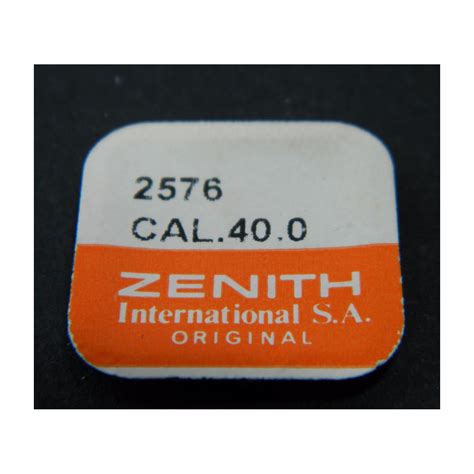 2576
CAL.40.0
ZENITH
International S.A.
ORIGINAL